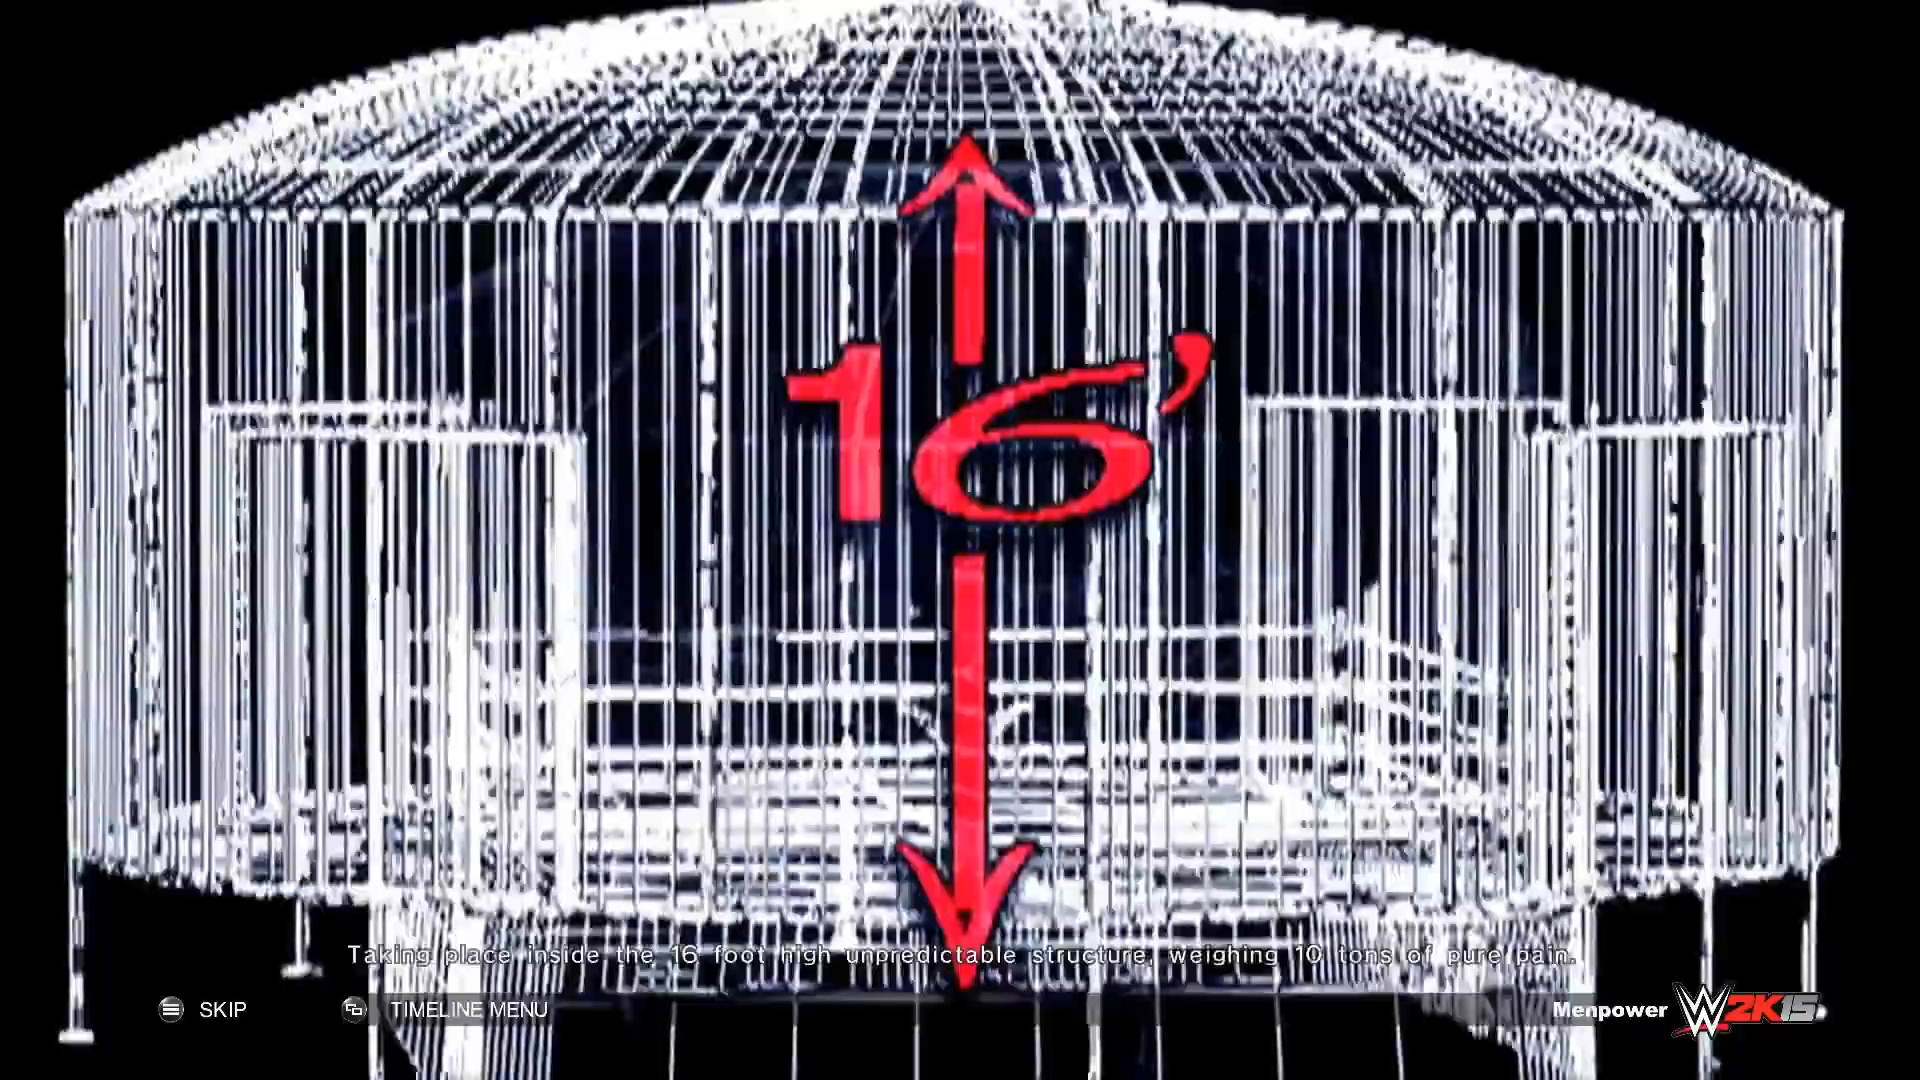 16’
Taking place inside the 16 foot high unpredictable structure, weighing 10 tons of pure pain.
SKIP
TIMELINE MENU
Menpower
W 2K15